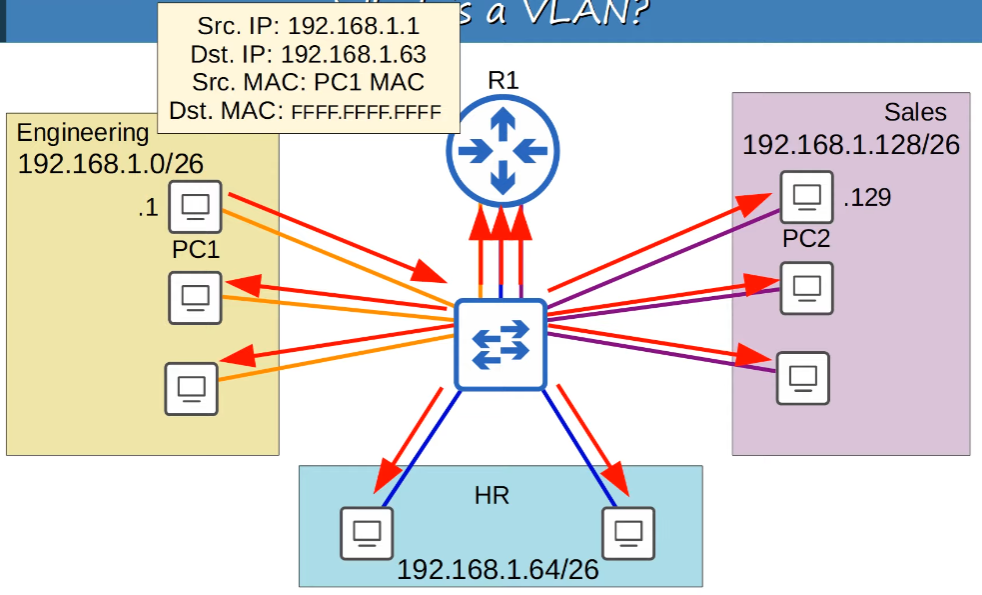 s a VLAN?
Src. IP: 192.168.1.1
Dst. IP: 192.168.1.63
Src. MAC: PC1 MAC
Dst. MAC: FFFF.FFFF.FFFF
R1
Engineering
192.168.1.0/26
.1
PC1
Sales
192.168.1.128/26
.129
PC2
HR
192.168.1.64/26